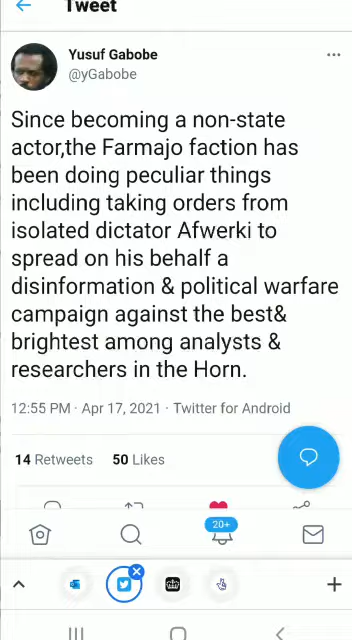 Tweet
Yusuf Gabobe
@yGabobe
Since becoming a non-state
actor,the Farmajo faction has
been doing peculiar things
including taking orders from
isolated dictator Afwerki to
spread on his behalf a
disinformation & political warfare
campaign against the best&
brightest among analysts &
researchers in the Horn.
12:55 PM · Apr 17, 2021 · Twitter for Android
14 Retweets 50 Likes
20+